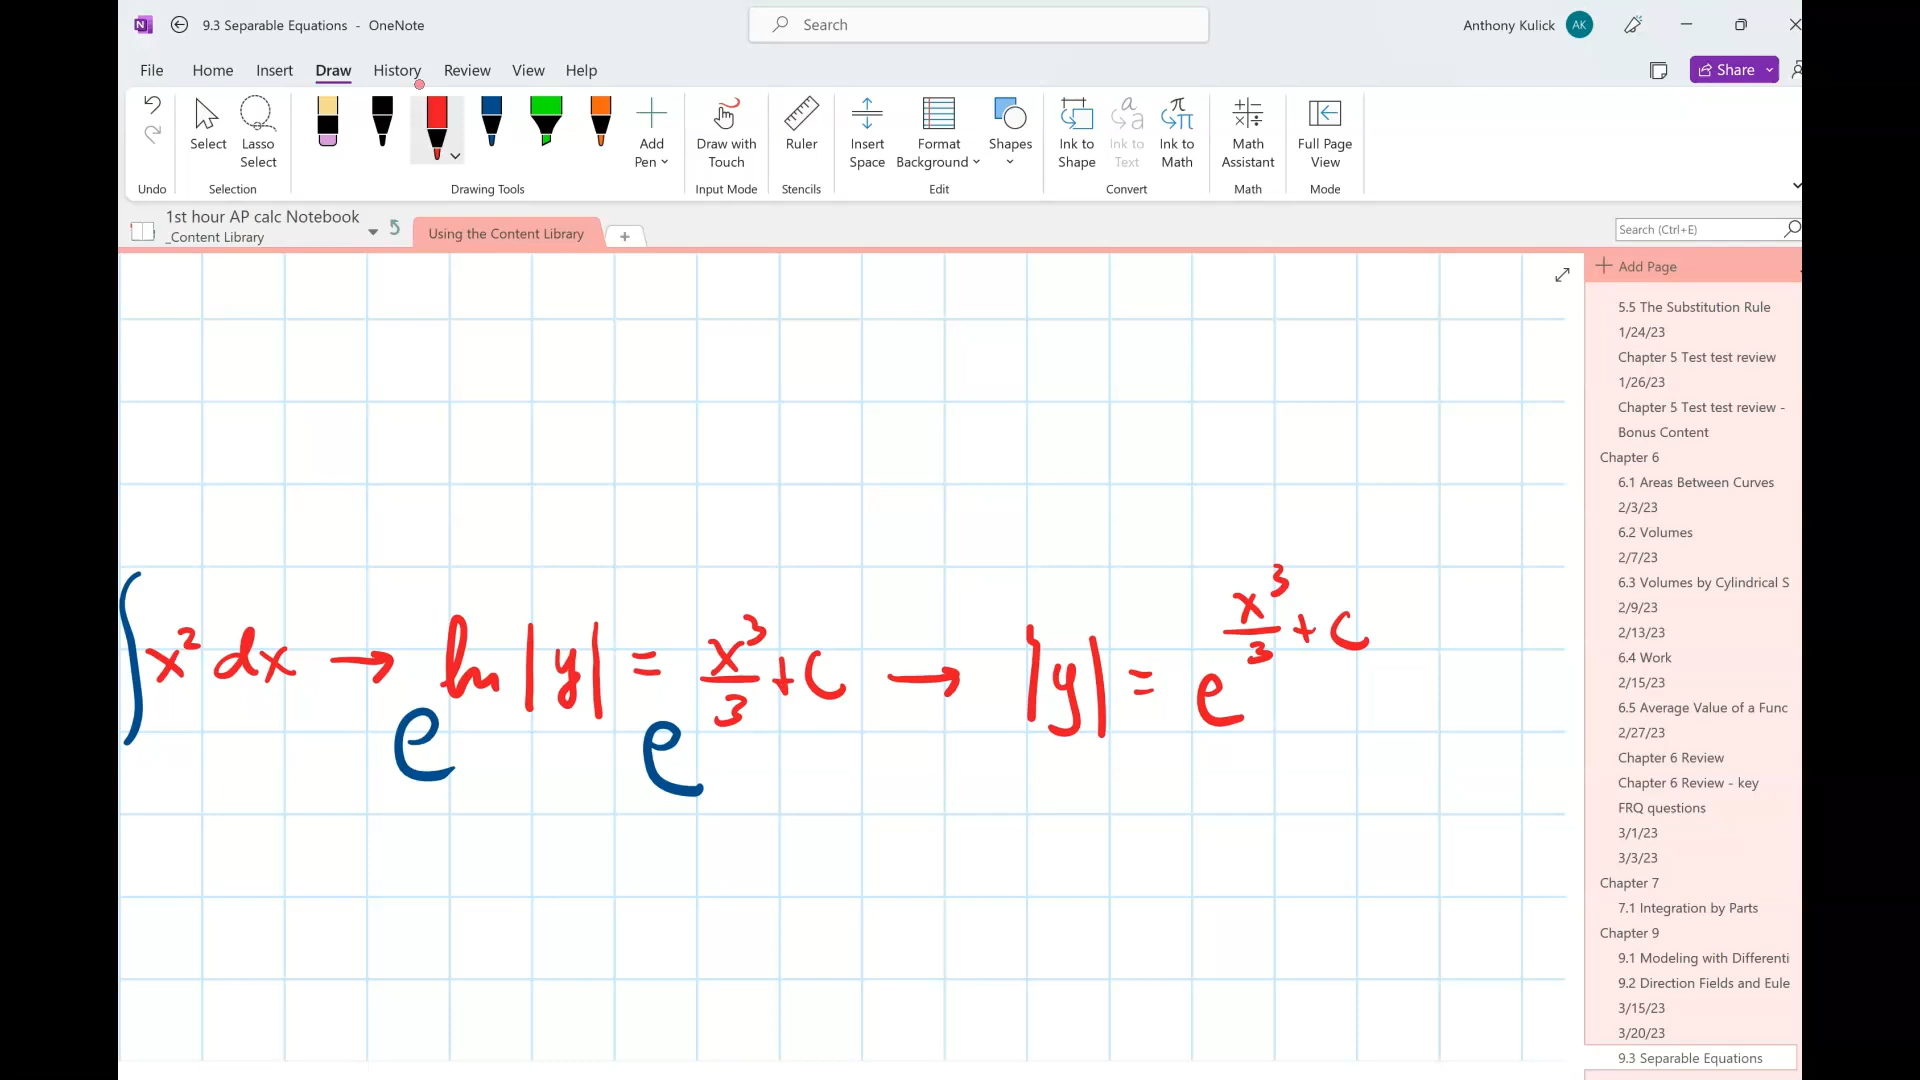 9.3 Separable Equations - OneNote
Search
Anthony Kulick AK
File Home Insert Draw History Review View Help
Share
Undo
Select
Lasso Select
Selection
Drawing Tools
Add Pen
Draw with Touch
Input Mode
Ruler
Stencils
Insert Space
Format Background
Shapes
Edit
Ink to Shape
Ink to Text
Ink to Math
Convert
Math Assistant
Math
Full Page View
Mode
1st hour AP calc Notebook
_Content Library
Using the Content Library
Search (Ctrl+E)
Add Page
5.5 The Substitution Rule
1/24/23
Chapter 5 Test test review
1/26/23
Chapter 5 Test test review -
Bonus Content
Chapter 6
6.1 Areas Between Curves
2/3/23
6.2 Volumes
2/7/23
6.3 Volumes by Cylindrical S
2/9/23
2/13/23
6.4 Work
2/15/23
6.5 Average Value of a Func
2/27/23
Chapter 6 Review
Chapter 6 Review - key
FRQ questions
3/1/23
3/3/23
Chapter 7
7.1 Integration by Parts
Chapter 9
9.1 Modeling with Differenti
9.2 Direction Fields and Eule
3/15/23
3/20/23
9.3 Separable Equations
∫x² dx → ln|y| = x³/3 + C → |y| = e^(x³/3 + C)
e e